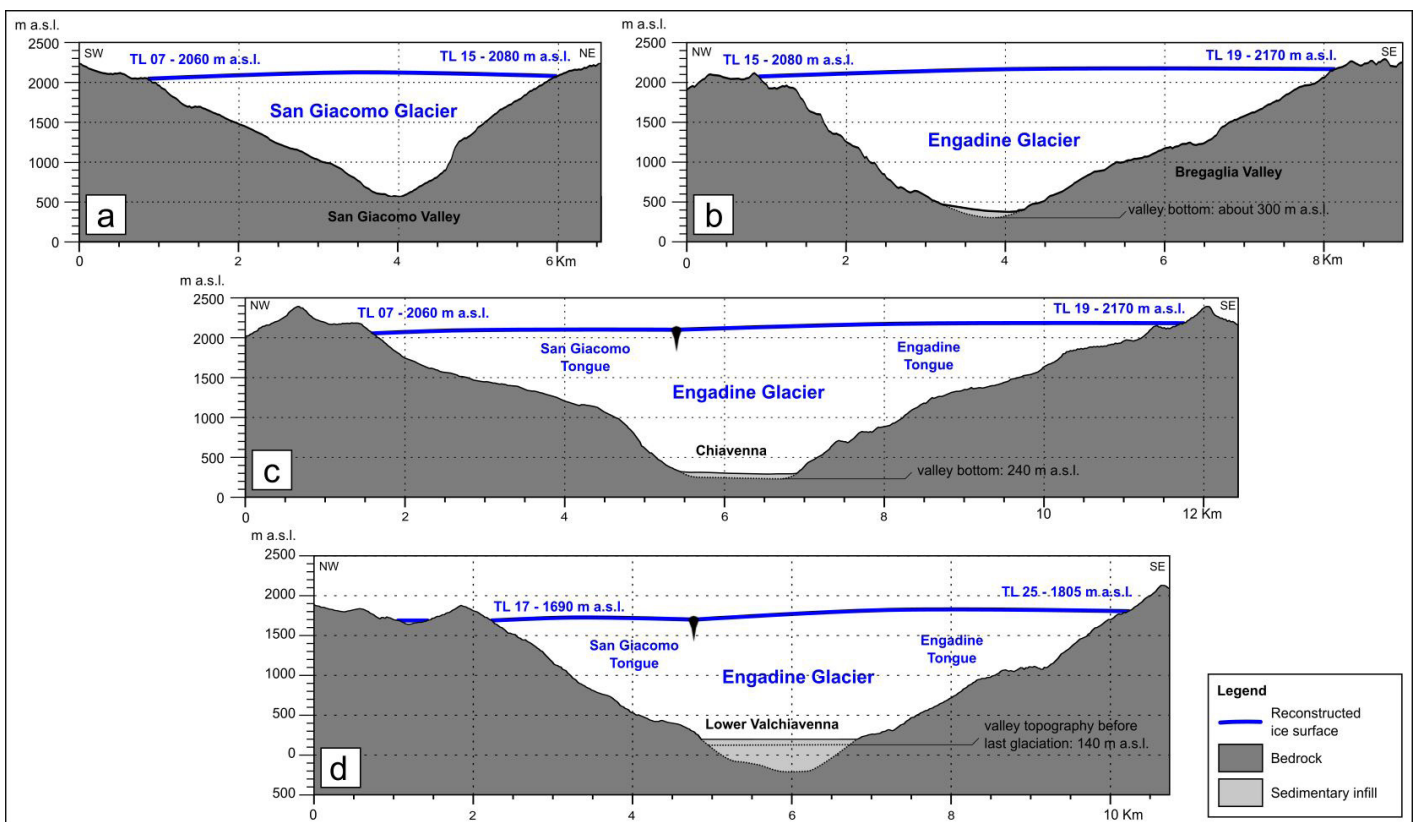 m a.s.l.
2500
2000
1500
1000
500
0
SW
NE
TL 07 - 2060 m a.s.l.
TL 15 - 2080 m a.s.l.
San Giacomo Glacier
San Giacomo Valley
a
0
2
4
6 Km
m a.s.l.
2500
2000
1500
1000
500
0
NW
SE
TL 15 - 2080 m a.s.l.
TL 19 - 2170 m a.s.l.
Engadine Glacier
Bregaglia Valley
valley bottom: about 300 m a.s.l.
b
0
2
4
6
8 Km
m a.s.l.
2500
2000
1500
1000
500
0
NW
SE
TL 07 - 2060 m a.s.l.
TL 19 - 2170 m a.s.l.
San Giacomo
Tongue
Engadine
Tongue
Engadine Glacier
Chiavenna
valley bottom: 240 m a.s.l.
c
0
2
4
6
8
10
12 Km
m a.s.l.
2500
2000
1500
1000
500
0
500
NW
SE
TL 17 - 1690 m a.s.l.
TL 25 - 1805 m a.s.l.
San Giacomo
Tongue
Engadine
Tongue
Engadine Glacier
Lower Valchiavenna
valley topography before
last glaciation: 140 m a.s.l.
d
0
2
4
6
8
10 Km
Legend
Reconstructed
ice surface
Bedrock
Sedimentary infill